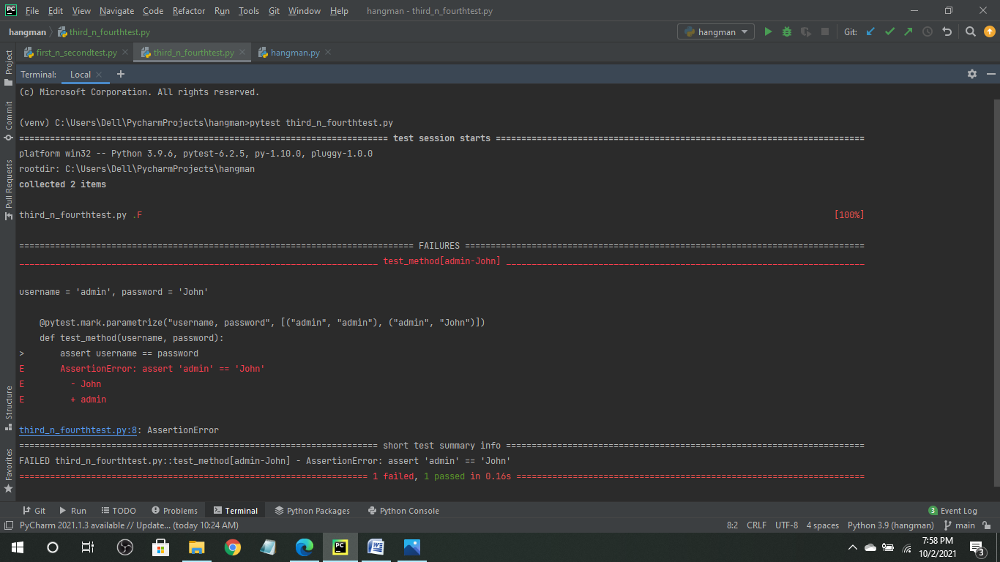 PC File Edit View Navigate Code Refactor Run Tools Git Window Help hangman - third_n_fourthtest.py
hangman third_n_fourthtest.py hangman Git:
first_n_secondtest.py third_n_fourthtest.py hangman.py
Project
Commit
Pull Requests
Structure
Favorites
Terminal: Local
(c) Microsoft Corporation. All rights reserved.
(venv) C:\Users\Dell\PycharmProjects\hangman>pytest third_n_fourthtest.py
======================================================================== test session starts ========================================================================
platform win32 -- Python 3.9.6, pytest-6.2.5, py-1.10.0, pluggy-1.0.0
rootdir: C:\Users\Dell\PycharmProjects\hangman
collected 2 items
third_n_fourthtest.py .F [100%]
============================================================================= FAILURES ==============================================================================
______________________________________________________________________ test_method[admin-John] ______________________________________________________________________
username = 'admin', password = 'John'
    @pytest.mark.parametrize("username, password", [("admin", "admin"), ("admin", "John")])
    def test_method(username, password):
>       assert username == password
E       AssertionError: assert 'admin' == 'John'
E         - John
E         + admin
third_n_fourthtest.py:8: AssertionError
====================================================================== short test summary info ======================================================================
FAILED third_n_fourthtest.py::test_method[admin-John] - AssertionError: assert 'admin' == 'John'
==================================================================== 1 failed, 1 passed in 0.16s ====================================================================
Git Run TODO Problems Terminal Python Packages Python Console 3 Event Log
PyCharm 2021.1.3 available // Update... (today 10:24 AM) 8:2 CRLF UTF-8 4 spaces Python 3.9 (hangman) main
PC
7:58 PM
10/2/2021
3